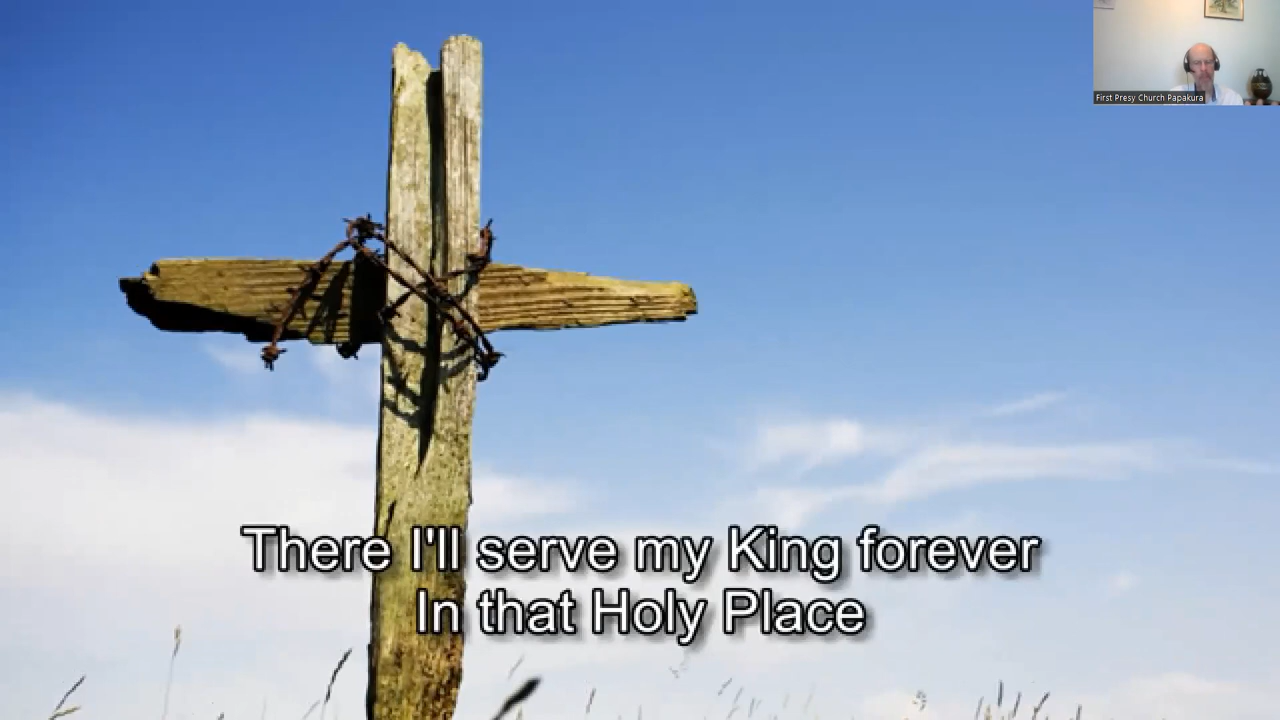 First Presy Church Papakura
There I'll serve my King forever
In that Holy Place